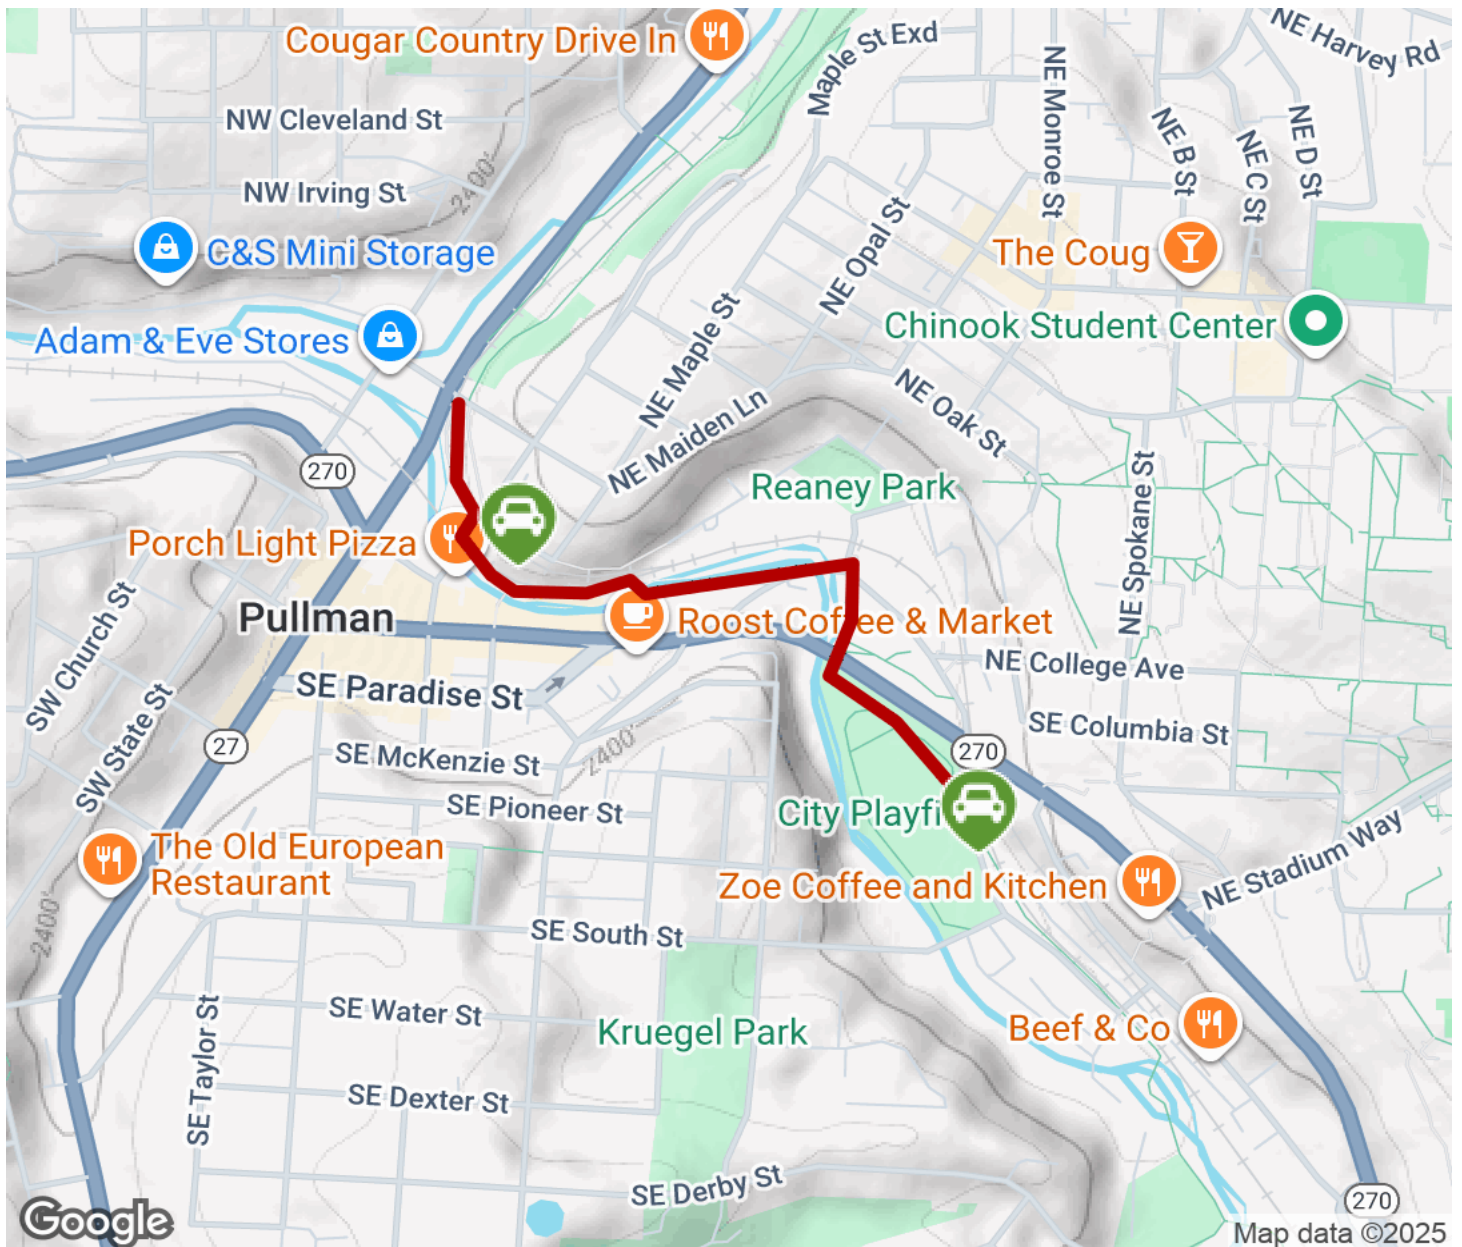 Cougar Country Drive In
Maple St Exd
NE Harvey Rd
NE Monroe St
NE B St
NE C St
NE D St
NW Cleveland St
NW Irving St
2400'
C&S Mini Storage
The Coug
NE Opal St
Adam & Eve Stores
Chinook Student Center
NE Maple St
NE Maiden Ln
NE Oak St
270
Reaney Park
NE Spokane St
Porch Light Pizza
Pullman
Roost Coffee & Market
SW Church St
NE College Ave
SE Paradise St
SW State St
27
SE Columbia St
SE McKenzie St
2400'
270
SE Pioneer St
City Playfi
The Old European
Restaurant
Zoe Coffee and Kitchen
NE Stadium Way
2400'
SE South St
SE Taylor St
SE Water St
Kruegel Park
Beef & Co
SE Dexter St
SE Derby St
270
Google
Map data ©2025